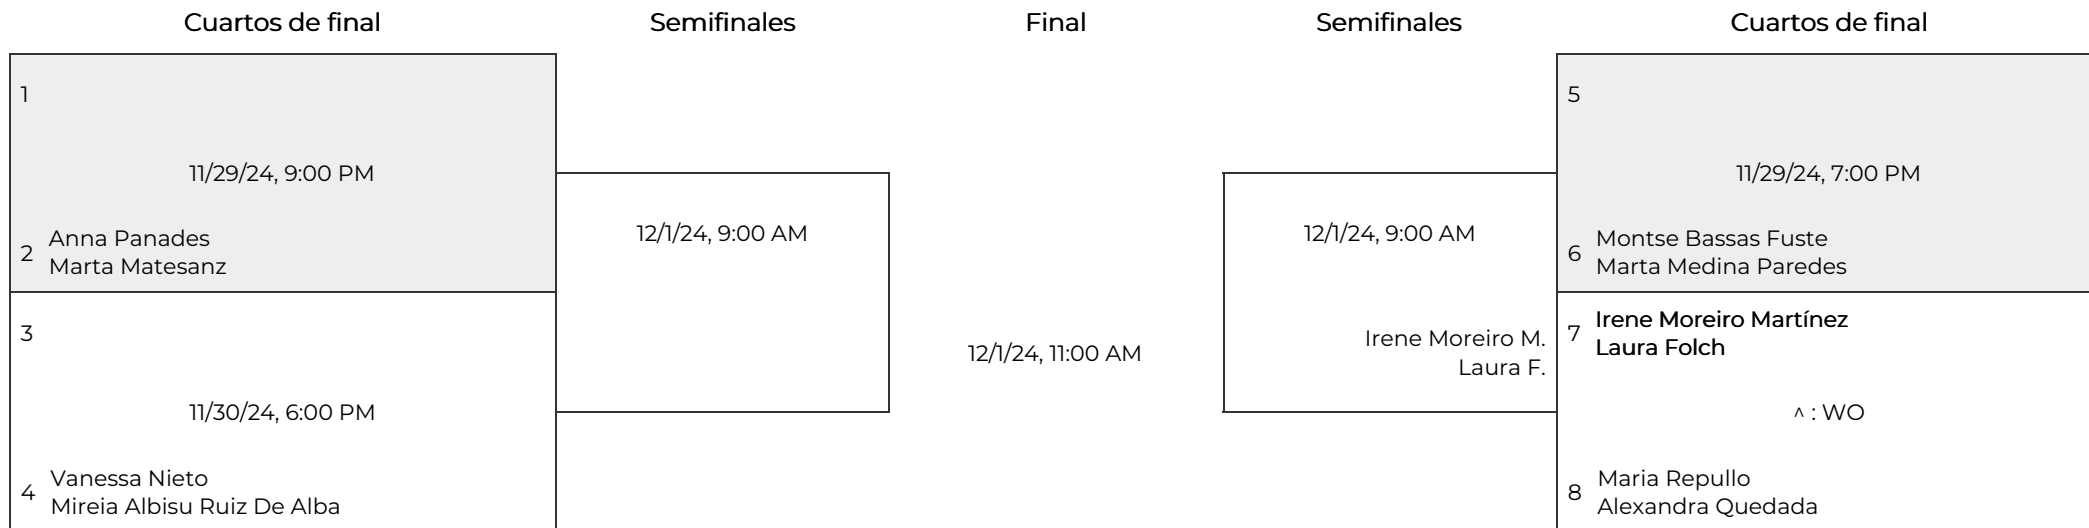 Cuartos de final
Semifinales
Final
Semifinales
Cuartos de final
1
11/29/24, 9:00 PM
2
Anna Panades
Marta Matesanz
3
11/30/24, 6:00 PM
4
Vanessa Nieto
Mireia Albisu Ruiz De Alba
12/1/24, 9:00 AM
12/1/24, 11:00 AM
12/1/24, 9:00 AM
Irene Moreiro M.
Laura F.
5
11/29/24, 7:00 PM
6
Montse Bassas Fuste
Marta Medina Paredes
7
Irene Moreiro Martínez
Laura Folch
^ : WO
8
Maria Repullo
Alexandra Quedada